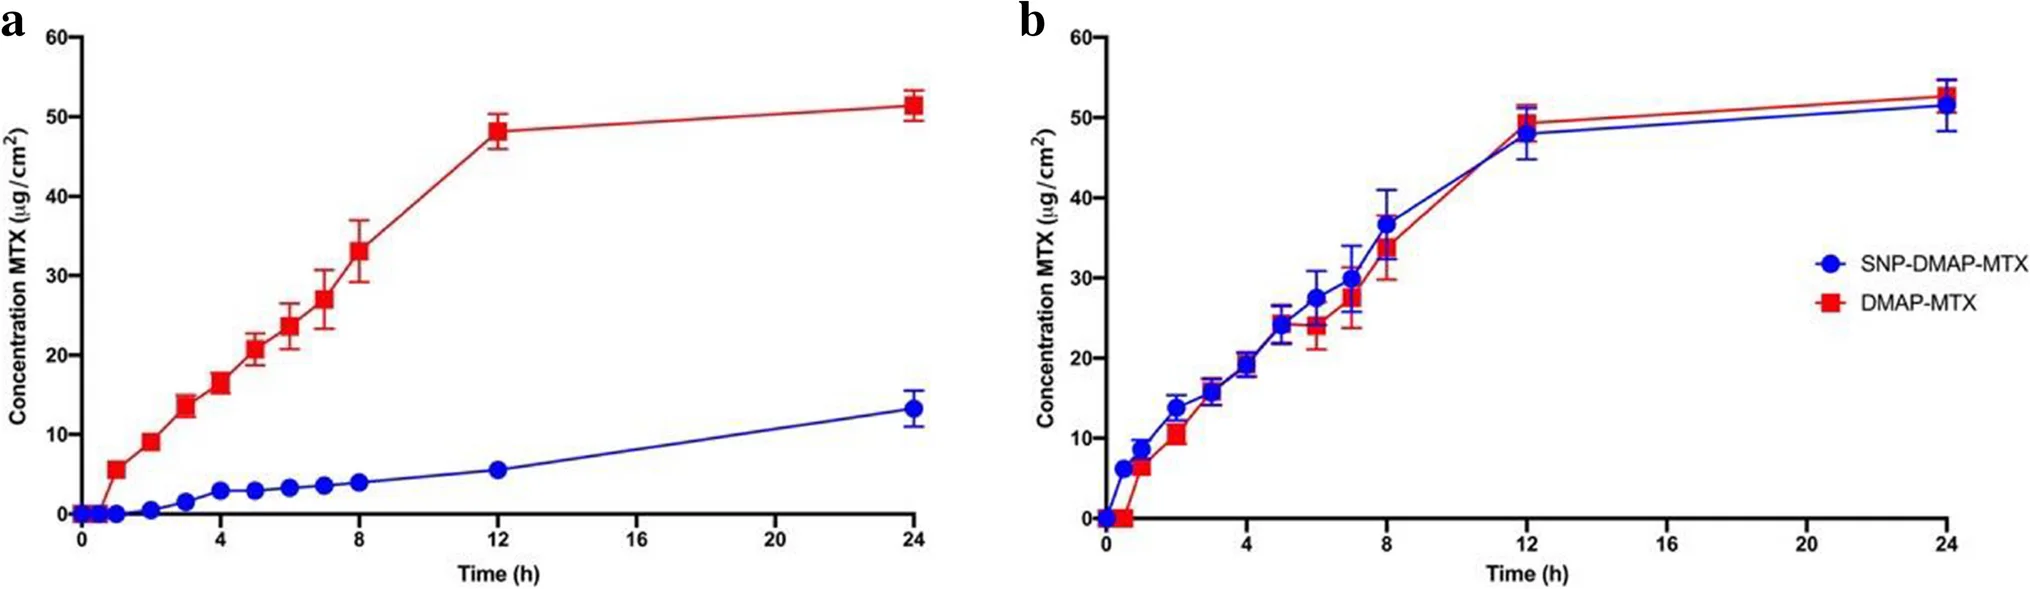 a
60
50
40
30
20
10
0
Concentration MTX (μg/cm²)
0 4 8 12 16 20 24
Time (h)
b
60
50
40
30
20
10
0
Concentration MTX (μg/cm²)
0 4 8 12 16 20 24
Time (h)
SNP-DMAP-MTX
DMAP-MTX